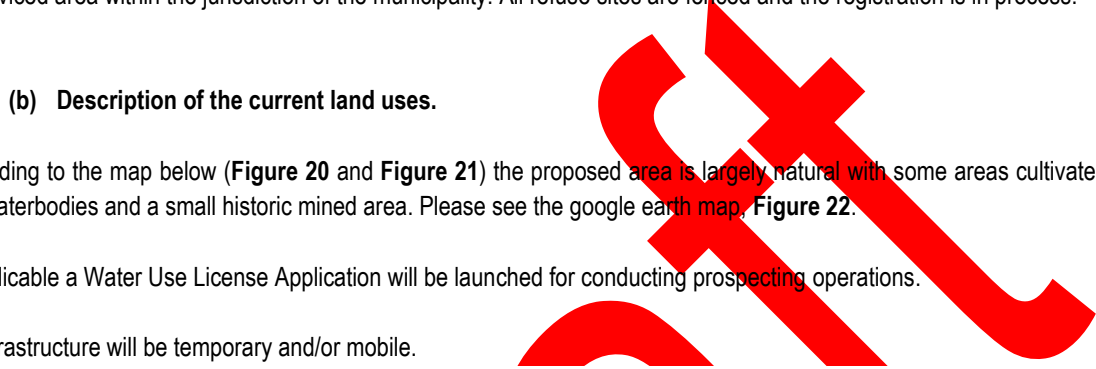 viced area within the jurisdiction of the municipality. All refuse sites are fenced and the registration is in process.
(b) Description of the current land uses.
ding to the map below (Figure 20 and Figure 21) the proposed area is largely natural with some areas cultivate
aterbodies and a small historic mined area. Please see the google earth map, Figure 22.
licable a Water Use License Application will be launched for conducting prospecting operations.
rastructure will be temporary and/or mobile.
ft